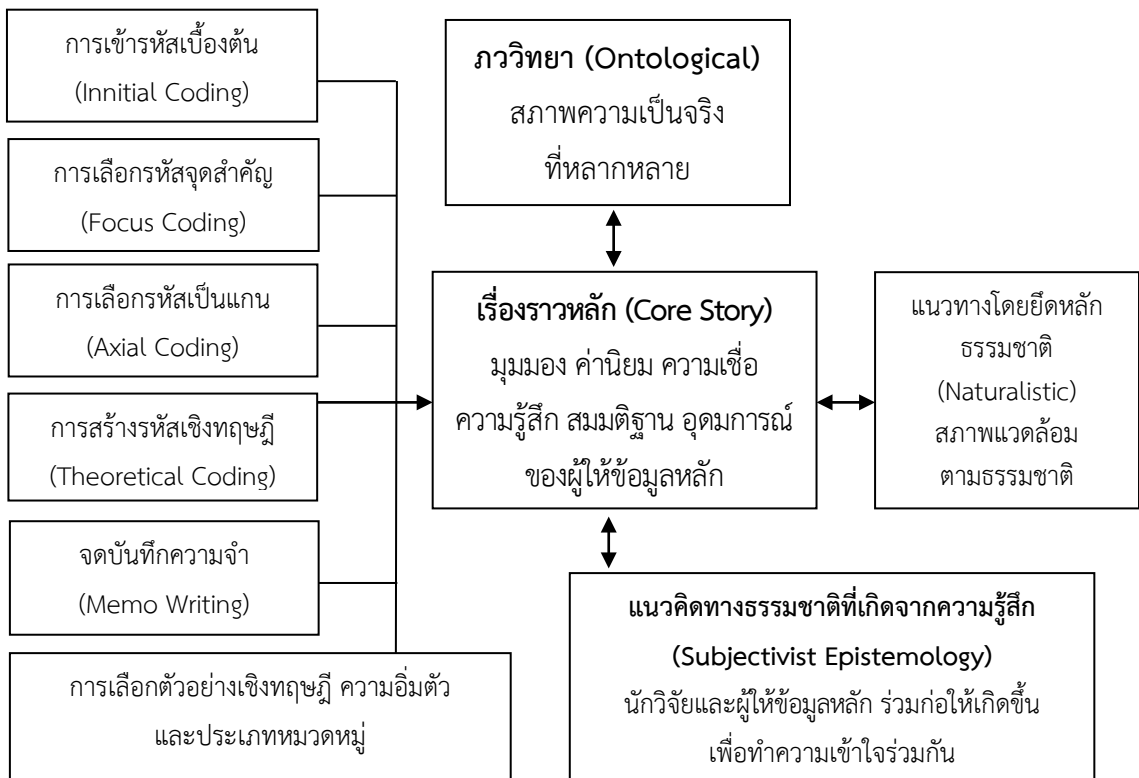 การเข้ารหัสเบื้องต้น
(Innitial Coding)
การเลือกรหัสจุดสำคัญ
(Focus Coding)
การเลือกรหัสเป็นแกน
(Axial Coding)
การสร้างรหัสเชิงทฤษฎี
(Theoretical Coding)
จดบันทึกความจำ
(Memo Writing)
การเลือกตัวอย่างเชิงทฤษฎี ความอิ่มตัว
และประเภทหมวดหมู่
ภววิทยา (Ontological)
สภาพความเป็นจริง
ที่หลากหลาย
เรื่องราวหลัก (Core Story)
มุมมอง ค่านิยม ความเชื่อ
ความรู้สึก สมมติฐาน อุดมการณ์
ของผู้ให้ข้อมูลหลัก
แนวทางโดยยึดหลัก
ธรรมชาติ
(Naturalistic)
สภาพแวดล้อม
ตามธรรมชาติ
แนวคิดทางธรรมชาติที่เกิดจากความรู้สึก
(Subjectivist Epistemology)
นักวิจัยและผู้ให้ข้อมูลหลัก ร่วมก่อให้เกิดขึ้น
เพื่อทำความเข้าใจร่วมกัน